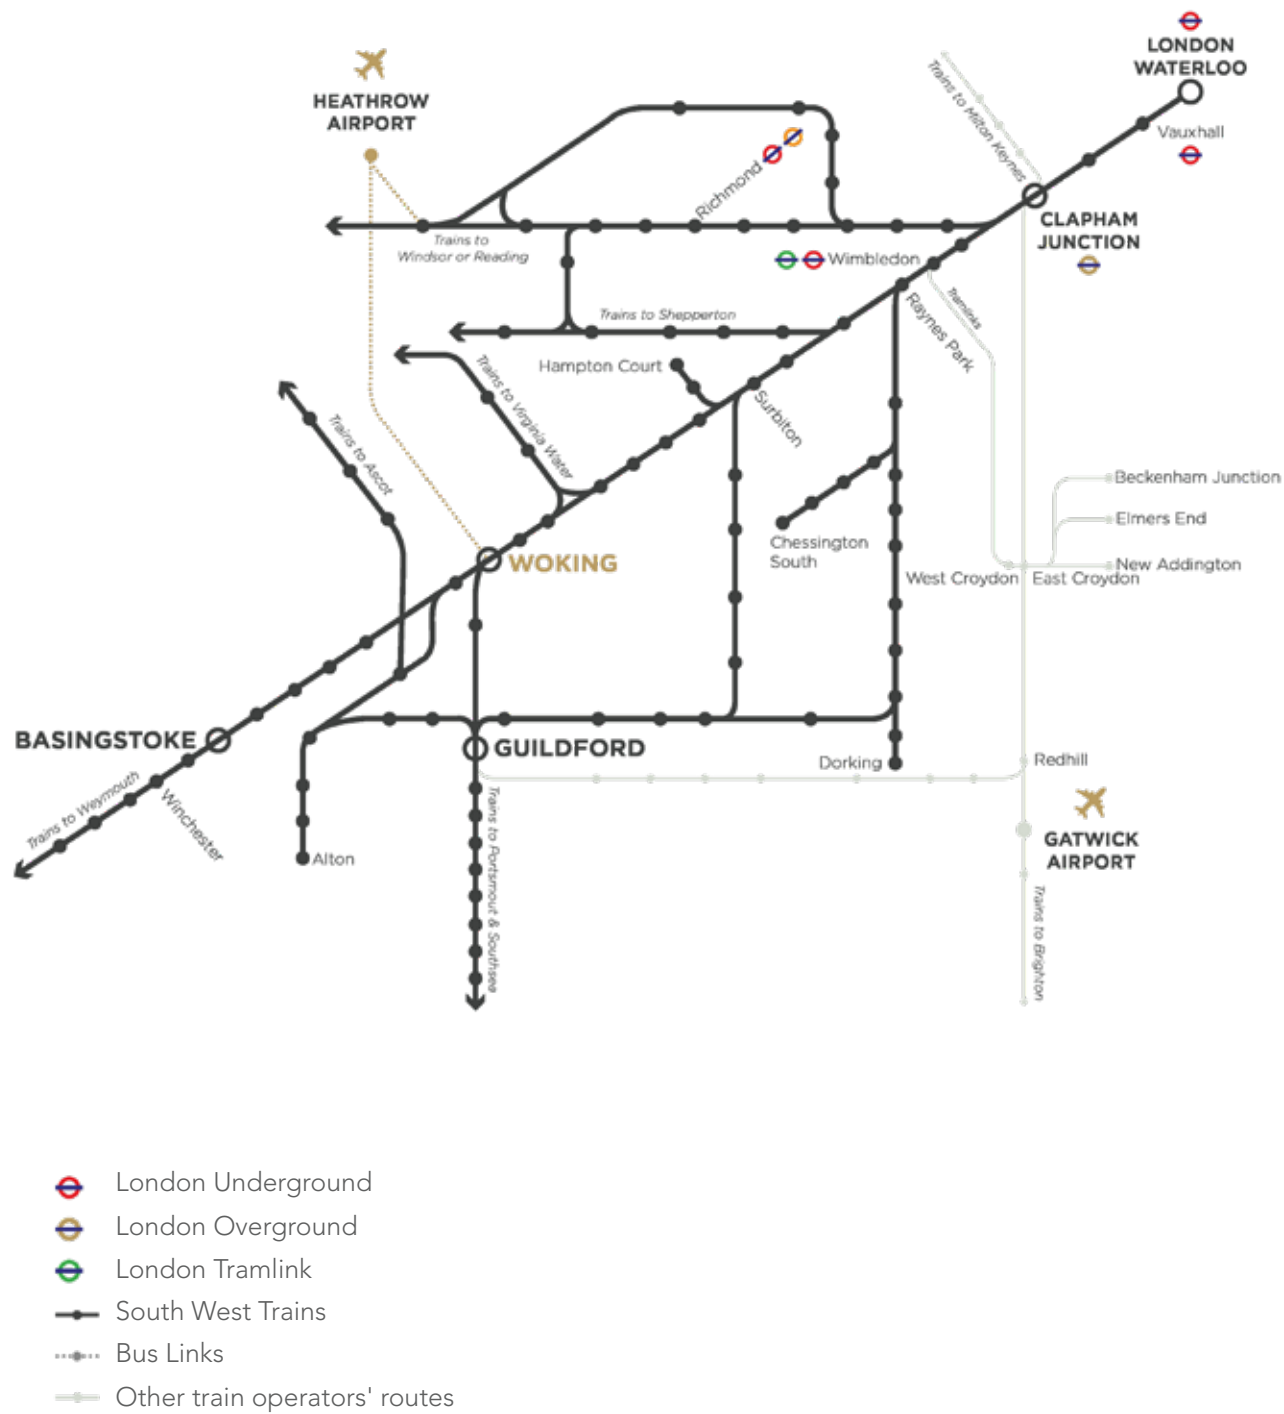 LONDON
WATERLOO
Vauxhall
Trains to Milton Keynes
HEATHROW
AIRPORT
Richmond
CLAPHAM
JUNCTION
Trains to
Windsor or Reading
Wimbledon
Tramlinks
Raynes Park
Trains to Shepperton
Hampton Court
Trains to Virginia Water
Surbiton
Trains to Ascot
Beckenham Junction
Elmers End
Chessington
South
WOKING
West Croydon
East Croydon
New Addington
BASINGSTOKE
GUILDFORD
Dorking
Redhill
Trains to Weymouth
Winchester
Alton
Trains to Portsmout & Southsea
GATWICK
AIRPORT
Trains to Brighton
London Underground
London Overground
London Tramlink
South West Trains
Bus Links
Other train operators' routes